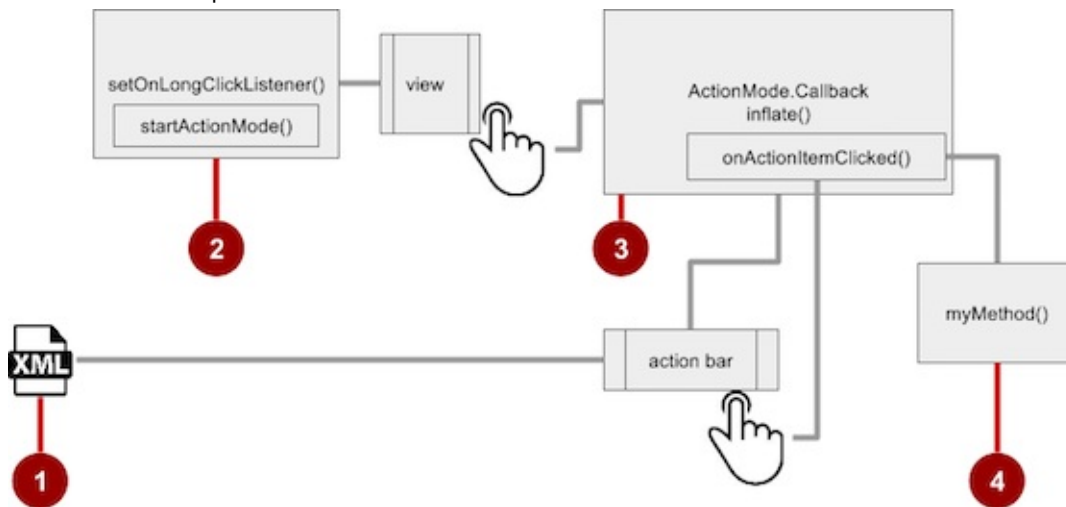 setOnLongClickListener()
startActionMode()
view
ActionMode.Callback
inflate()
onActionItemClicked()
2
3
myMethod()
XML
action bar
1
4